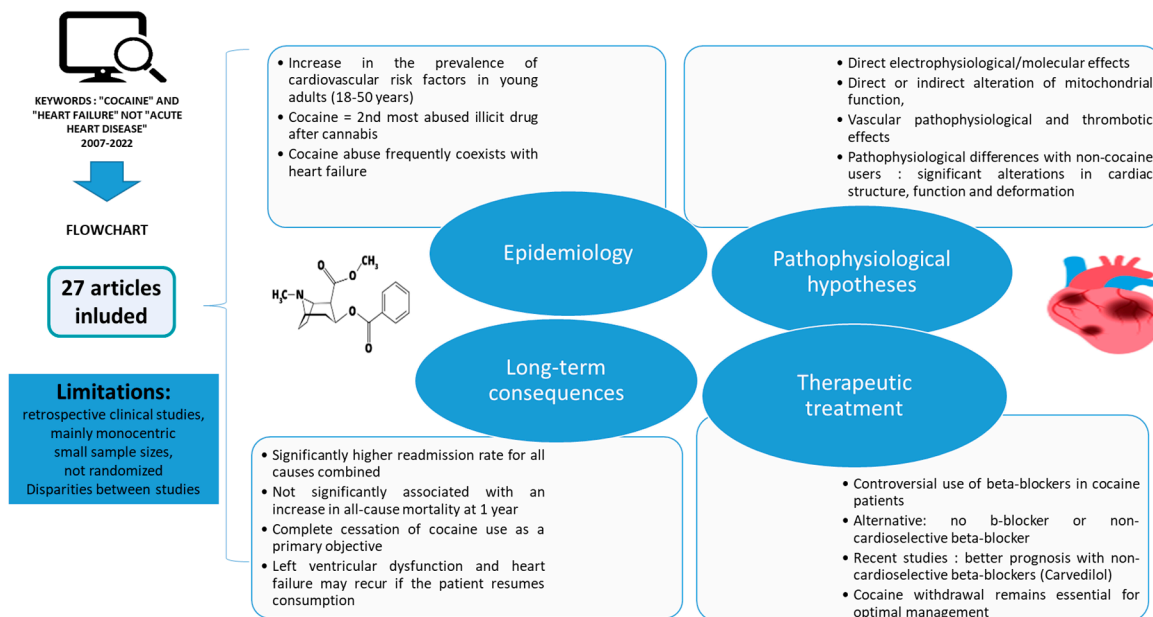 KEYWORDS : "COCAINE" AND
"HEART FAILURE" NOT "ACUTE
HEART DISEASE"
2007-2022
FLOWCHART
27 articles
inluded
Limitations:
retrospective clinical studies,
mainly monocentric
small sample sizes,
not randomized
Disparities between studies
• Increase in the prevalence of
cardiovascular risk factors in young
adults (18-50 years)
• Cocaine = 2nd most abused illicit drug
after cannabis
• Cocaine abuse frequently coexists with
heart failure
Epidemiology
• Direct electrophysiological/molecular effects
• Direct or indirect alteration of mitochondrial
function,
• Vascular pathophysiological and thrombotic
effects
• Pathophysiological differences with non-cocaine
users : significant alterations in cardiac
structure, function and deformation
Pathophysiological
hypotheses
H₃C
N
O
O
CH₃
O
O
Long-term
consequences
• Significantly higher readmission rate for all
causes combined
• Not significantly associated with an
increase in all-cause mortality at 1 year
• Complete cessation of cocaine use as a
primary objective
• Left ventricular dysfunction and heart
failure may recur if the patient resumes
consumption
Therapeutic
treatment
• Controversial use of beta-blockers in cocaine
patients
• Alternative: no b-blocker or non-
cardioselective beta-blocker
• Recent studies : better prognosis with non-
cardioselective beta-blockers (Carvedilol)
• Cocaine withdrawal remains essential for
optimal management